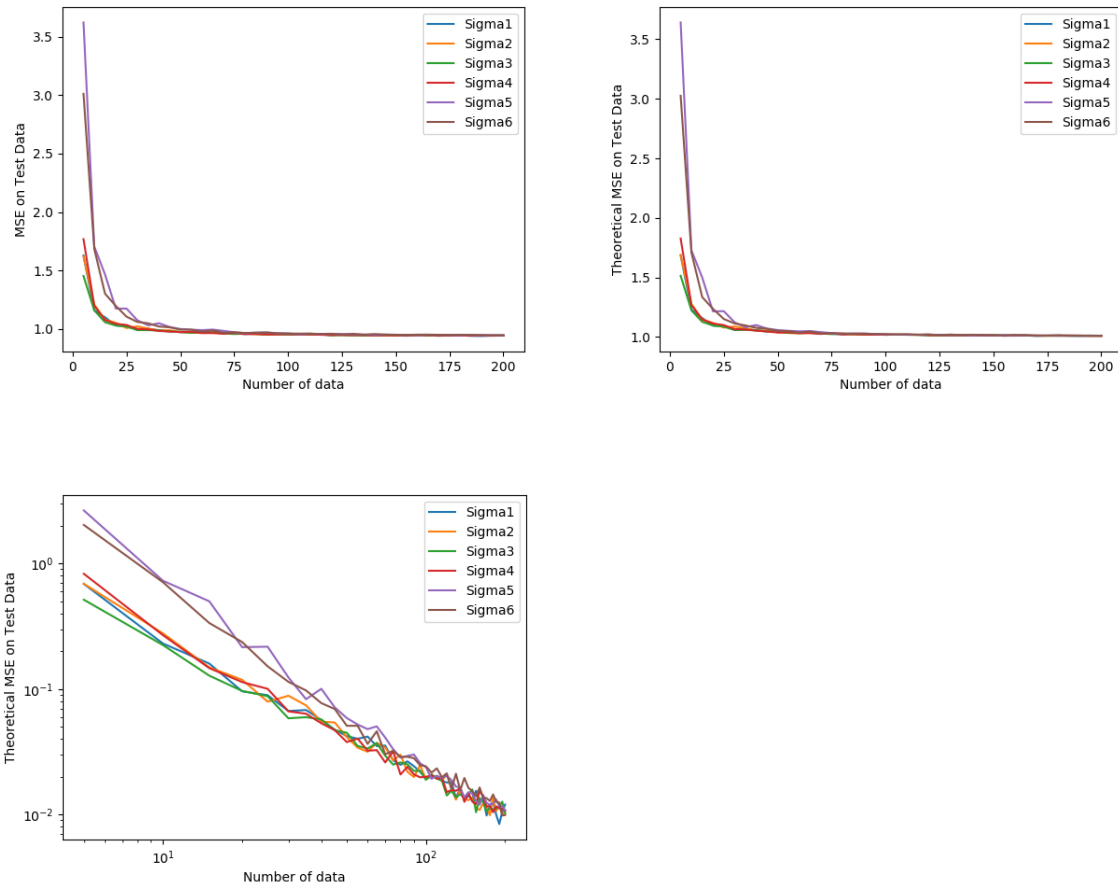 3.5
3.0
2.5
2.0
1.5
1.0
MSE on Test Data
0
25
50
75
100
125
150
175
200
Number of data
Sigma1
Sigma2
Sigma3
Sigma4
Sigma5
Sigma6
3.5
3.0
2.5
2.0
1.5
1.0
Theoretical MSE on Test Data
0
25
50
75
100
125
150
175
200
Number of data
Sigma1
Sigma2
Sigma3
Sigma4
Sigma5
Sigma6
10⁰
10⁻¹
10⁻²
Theoretical MSE on Test Data
10¹
10²
Number of data
Sigma1
Sigma2
Sigma3
Sigma4
Sigma5
Sigma6